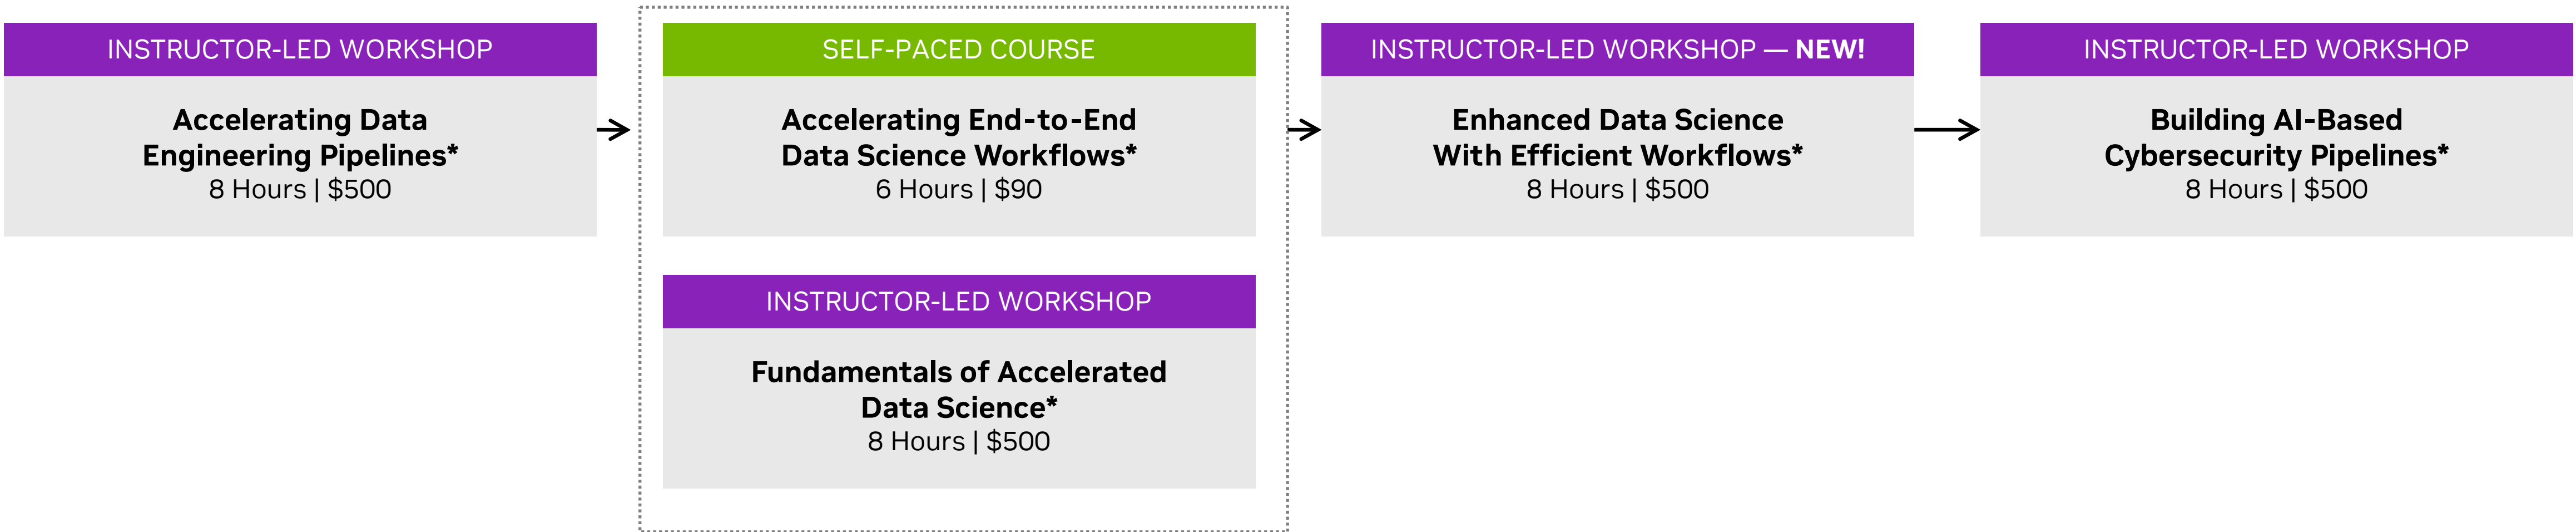 INSTRUCTOR-LED WORKSHOP
Accelerating Data
Engineering Pipelines*
8 Hours | $500
SELF-PACED COURSE
Accelerating End-to-End
Data Science Workflows*
6 Hours | $90
INSTRUCTOR-LED WORKSHOP
Fundamentals of Accelerated
Data Science*
8 Hours | $500
INSTRUCTOR-LED WORKSHOP — NEW!
Enhanced Data Science
With Efficient Workflows*
8 Hours | $500
INSTRUCTOR-LED WORKSHOP
Building AI-Based
Cybersecurity Pipelines*
8 Hours | $500